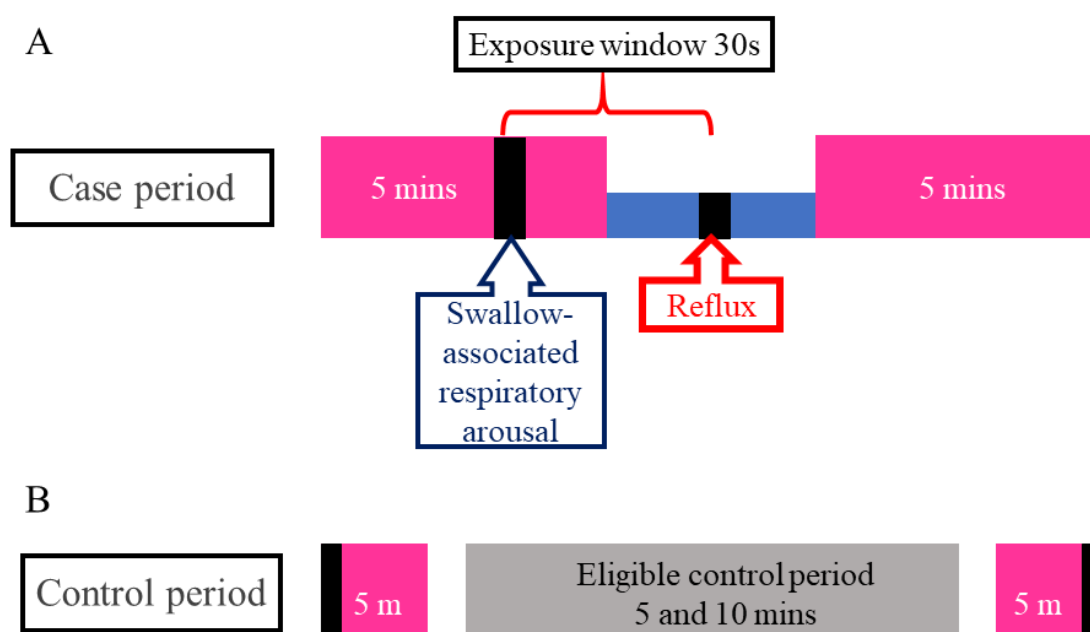 A
Exposure window 30s
Case period
5 mins
5 mins
Swallow-
associated
respiratory
arousal
Reflux
B
Control period
5 m
Eligible control period
5 and 10 mins
5 m